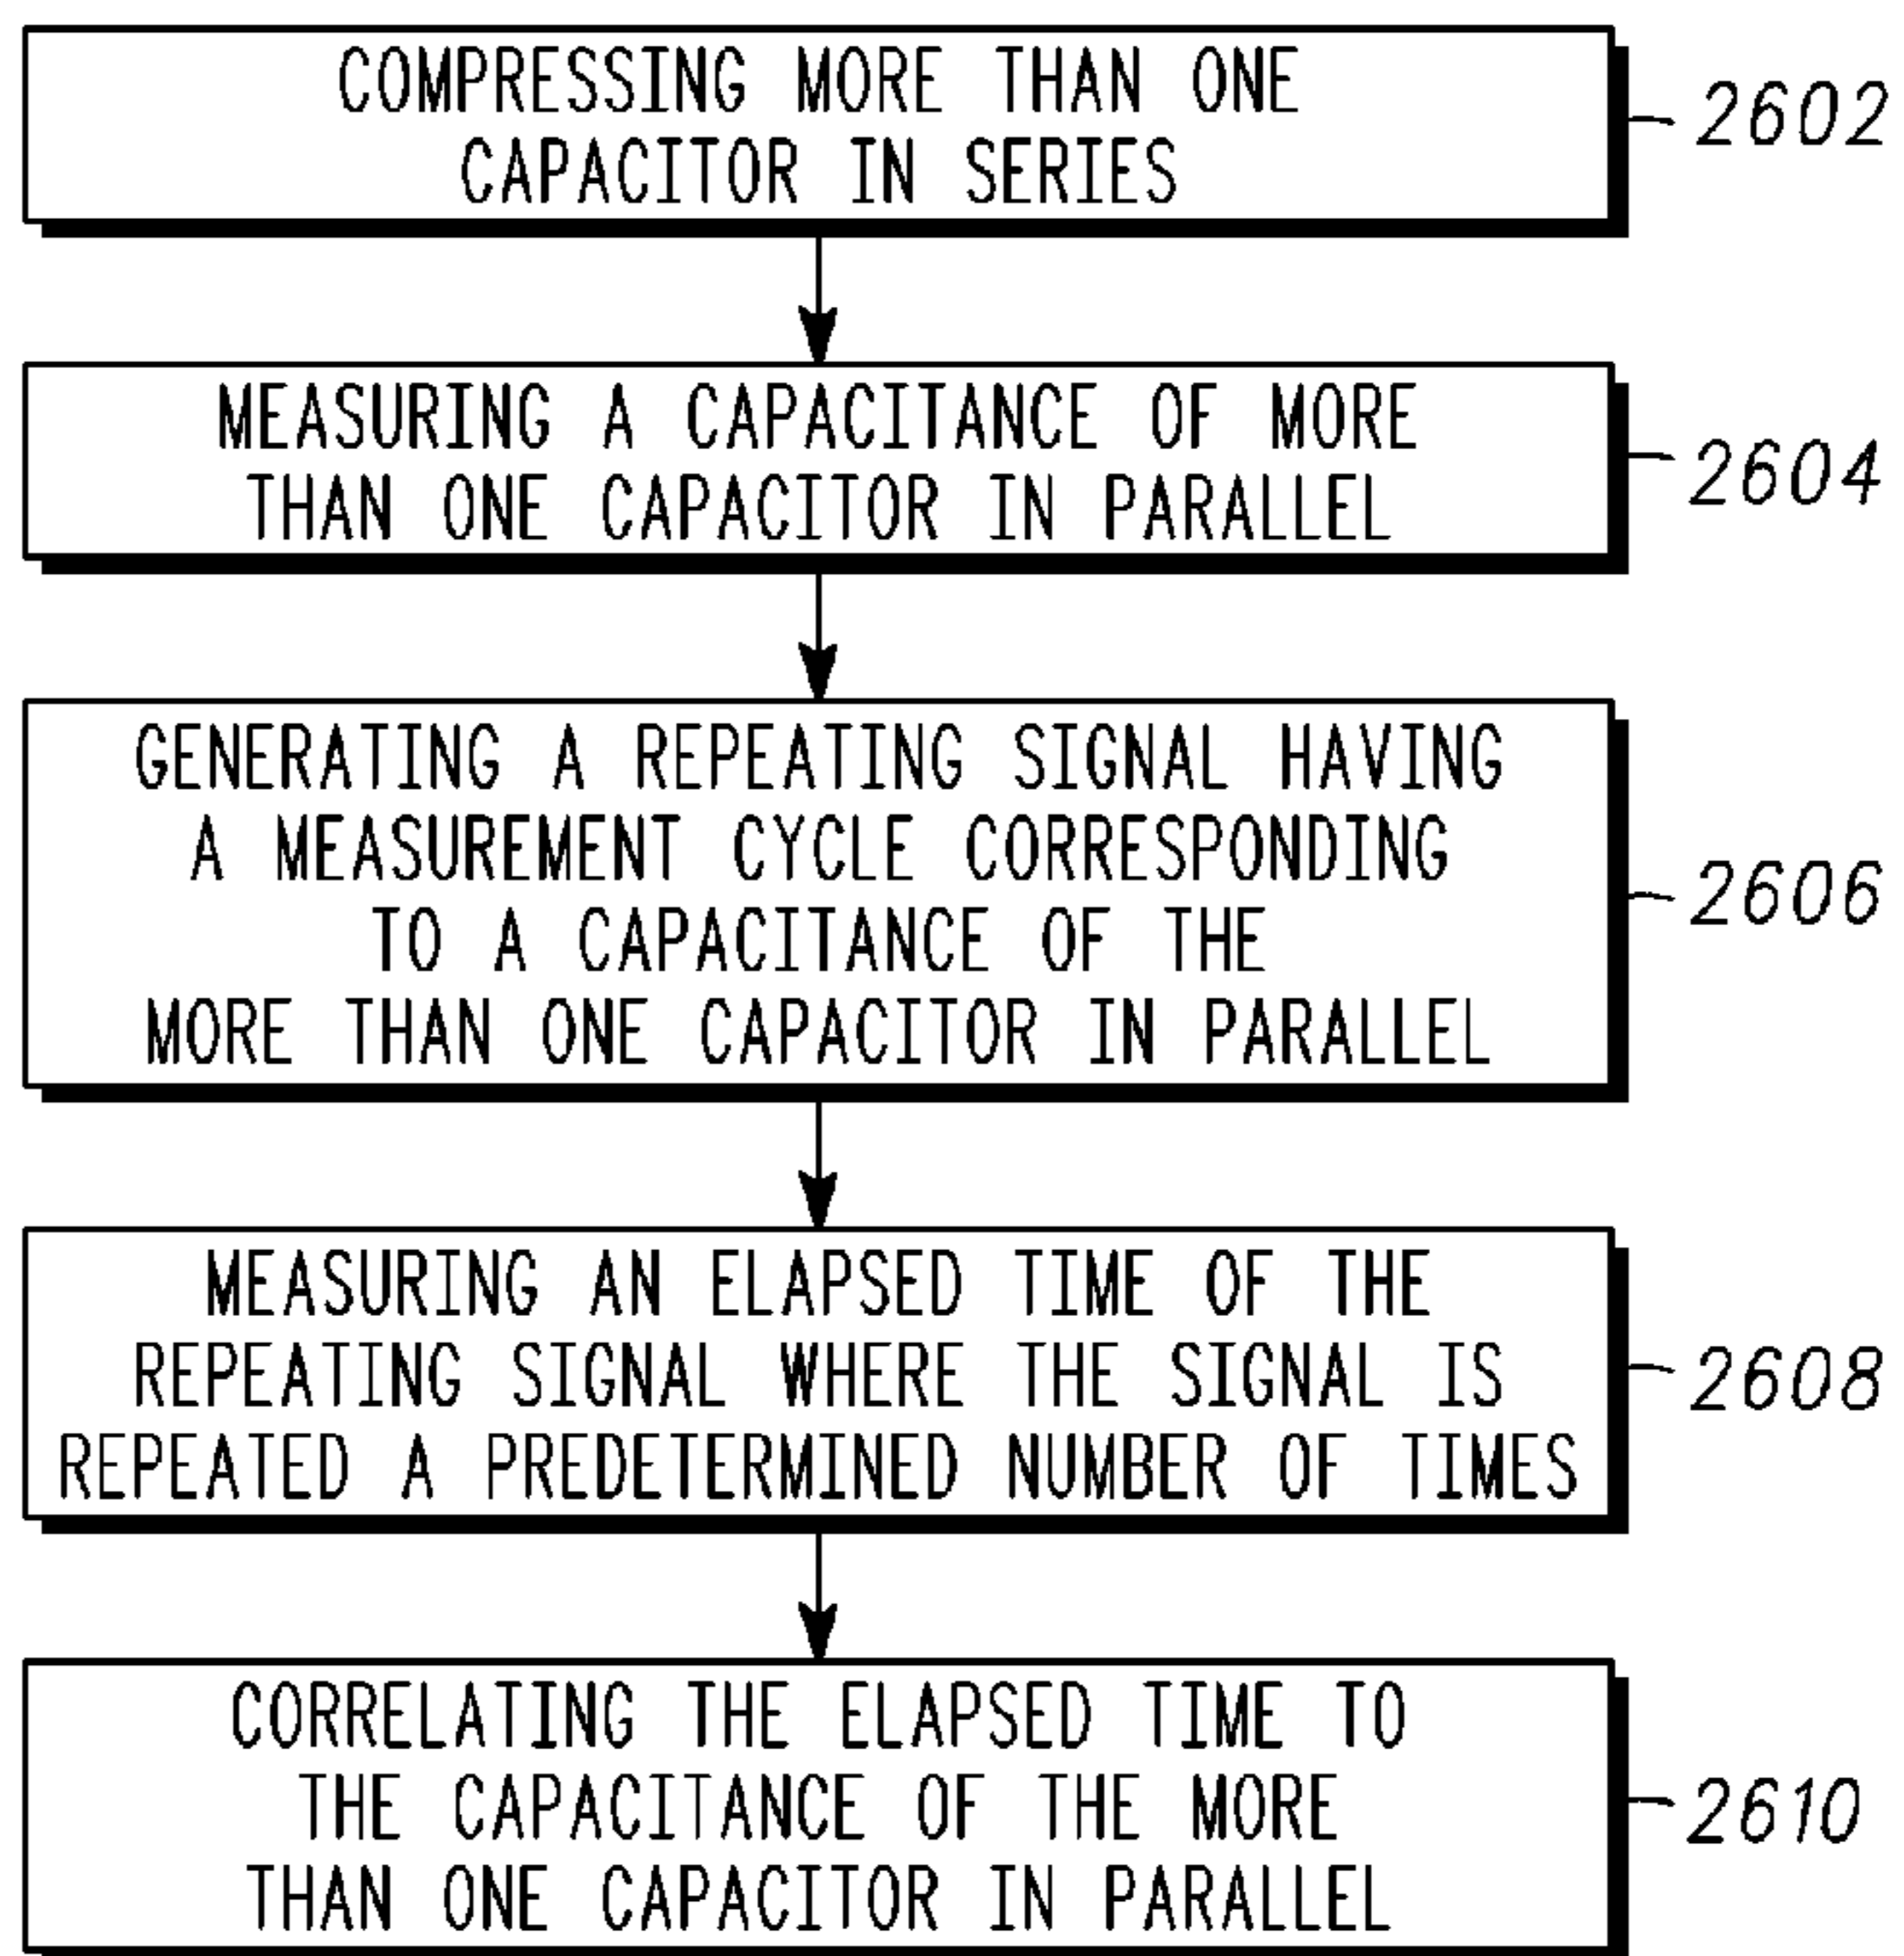 COMPRESSING MORE THAN ONE
CAPACITOR IN SERIES
2602
MEASURING A CAPACITANCE OF MORE
THAN ONE CAPACITOR IN PARALLEL
2604
GENERATING A REPEATING SIGNAL HAVING
A MEASUREMENT CYCLE CORRESPONDING
TO A CAPACITANCE OF THE
MORE THAN ONE CAPACITOR IN PARALLEL
2606
MEASURING AN ELAPSED TIME OF THE
REPEATING SIGNAL WHERE THE SIGNAL IS
REPEATED A PREDETERMINED NUMBER OF TIMES
2608
CORRELATING THE ELAPSED TIME TO
THE CAPACITANCE OF THE MORE
THAN ONE CAPACITOR IN PARALLEL
2610